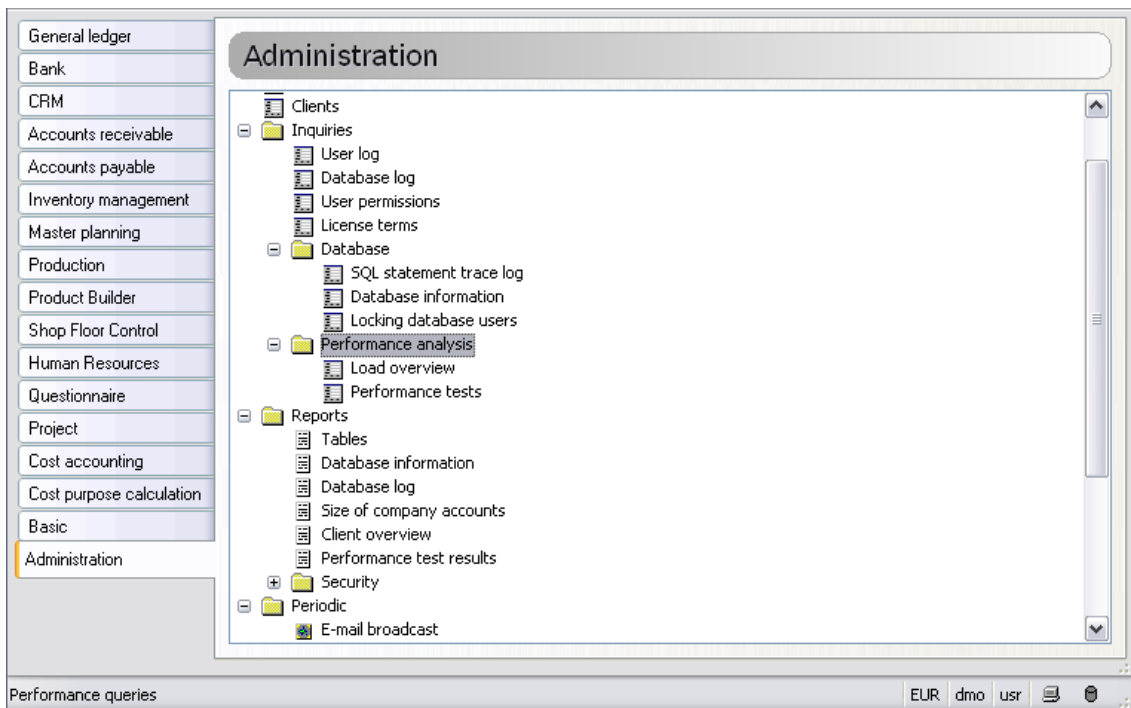 General ledger
Bank
CRM
Accounts receivable
Accounts payable
Inventory management
Master planning
Production
Product Builder
Shop Floor Control
Human Resources
Questionnaire
Project
Cost accounting
Cost purpose calculation
Basic
Administration
Administration
Clients
Inquiries
User log
Database log
User permissions
License terms
Database
SQL statement trace log
Database information
Locking database users
Performance analysis
Load overview
Performance tests
Reports
Tables
Database information
Database log
Size of company accounts
Client overview
Performance test results
Security
Periodic
E-mail broadcast
Performance queries
EUR dmo usr